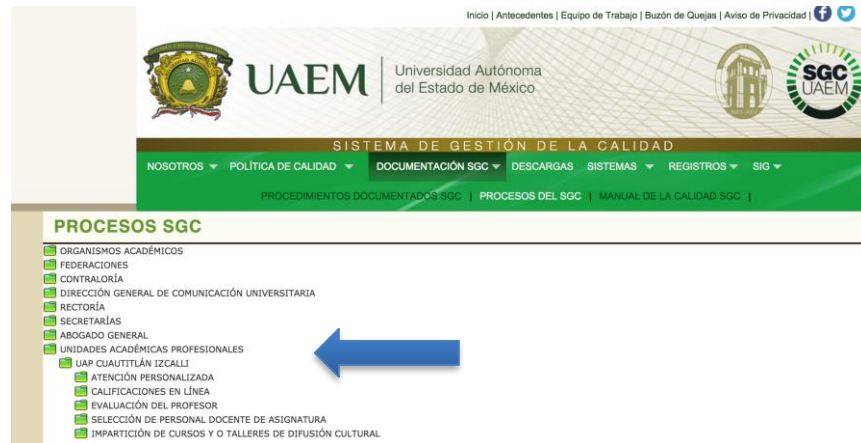 Inicio | Antecedentes | Equipo de Trabajo | Buzón de Quejas | Aviso de Privacidad |
UAEM
Universidad Autónoma
del Estado de México
SGC
UAEM
SISTEMA DE GESTIÓN DE LA CALIDAD
NOSOTROS POLÍTICA DE CALIDAD DOCUMENTACIÓN SGC DESCARGAS SISTEMAS REGISTROS SIG
PROCEDIMIENTOS DOCUMENTADOS SGC | PROCESOS DEL SGC | MANUAL DE LA CALIDAD SGC |
PROCESOS SGC
ORGANISMOS ACADÉMICOS
FEDERACIONES
CONTRALORÍA
DIRECCIÓN GENERAL DE COMUNICACIÓN UNIVERSITARIA
RECTORÍA
SECRETARÍAS
ABOGADO GENERAL
UNIDADES ACADÉMICAS PROFESIONALES
UAP CUAUTITLÁN IZCALLI
ATENCIÓN PERSONALIZADA
CALIFICACIONES EN LÍNEA
EVALUACIÓN DEL PROFESOR
SELECCIÓN DE PERSONAL DOCENTE DE ASIGNATURA
IMPARTICIÓN DE CURSOS Y O TALLERES DE DIFUSIÓN CULTURAL